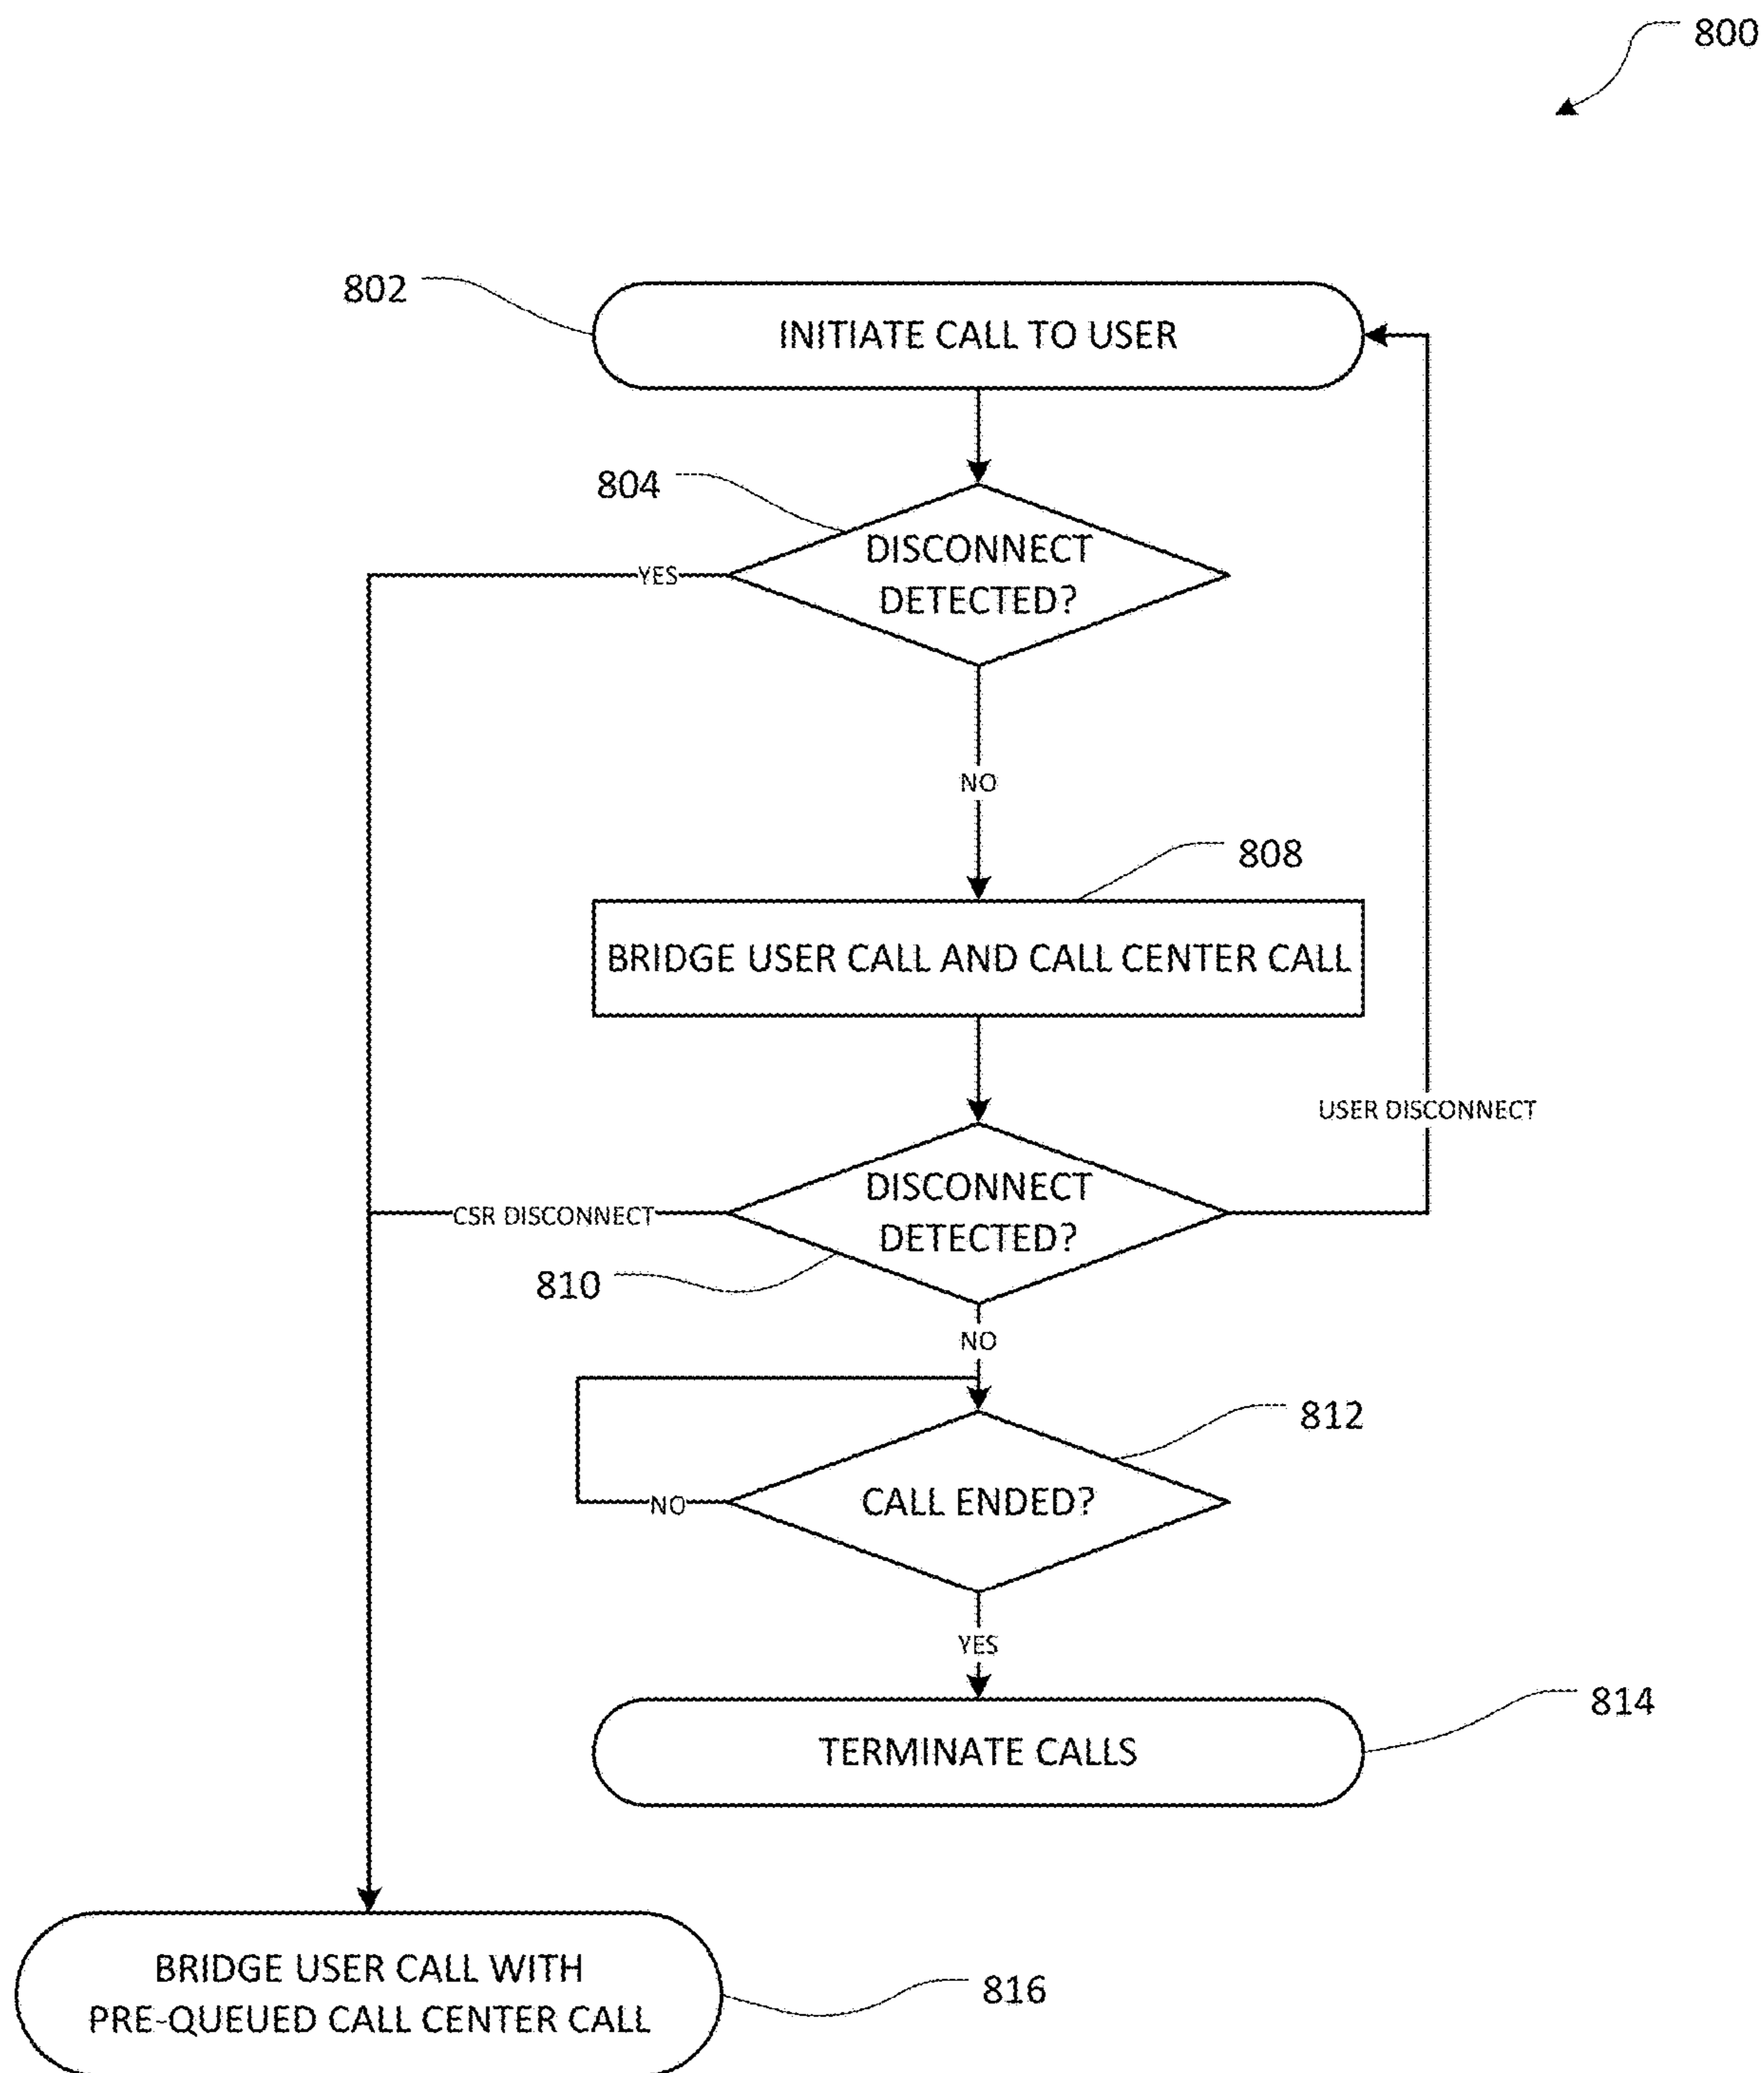 800
802
INITIATE CALL TO USER
804
DISCONNECT
DETECTED?
YES
NO
808
BRIDGE USER CALL AND CALL CENTER CALL
USER DISCONNECT
DISCONNECT
DETECTED?
CSR DISCONNECT
810
NO
812
CALL ENDED?
NO
YES
814
TERMINATE CALLS
BRIDGE USER CALL WITH
PRE-QUEUED CALL CENTER CALL
816